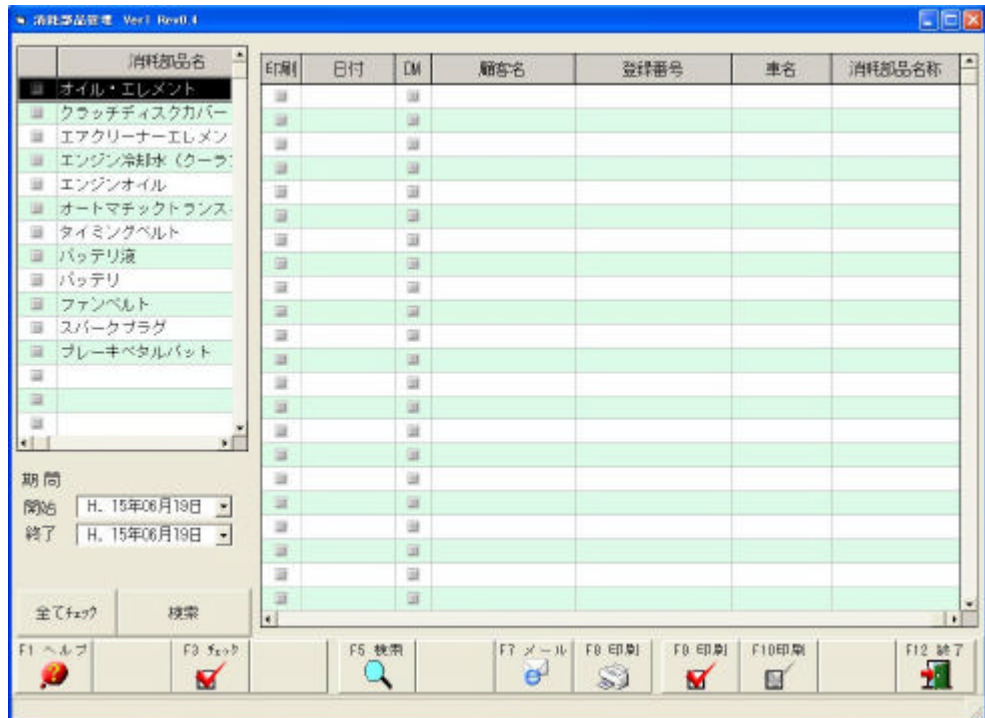 消耗部品管理 Ver1 Rev0.4
消耗部品名
オイル・エレメント
クラッチディスクカバー
エアクリーナーエレメン
エンジン冷却水（クーラ
エンジンオイル
オートマチックトランス
タイミングベルト
バッテリ液
バッテリ
ファンベルト
スパークプラグ
ブレーキペタルパット
印刷 日付 DM 顧客名 登録番号 車名 消耗部品名称
期間
開始 H. 15年06月19日
終了 H. 15年06月19日
全てﾁｪｯｸ 検索
F1 ヘルプ F3 ﾁｪｯｸ F5 検索 F7 メール F8 印刷 F9 印刷 F10印刷 F12 終了